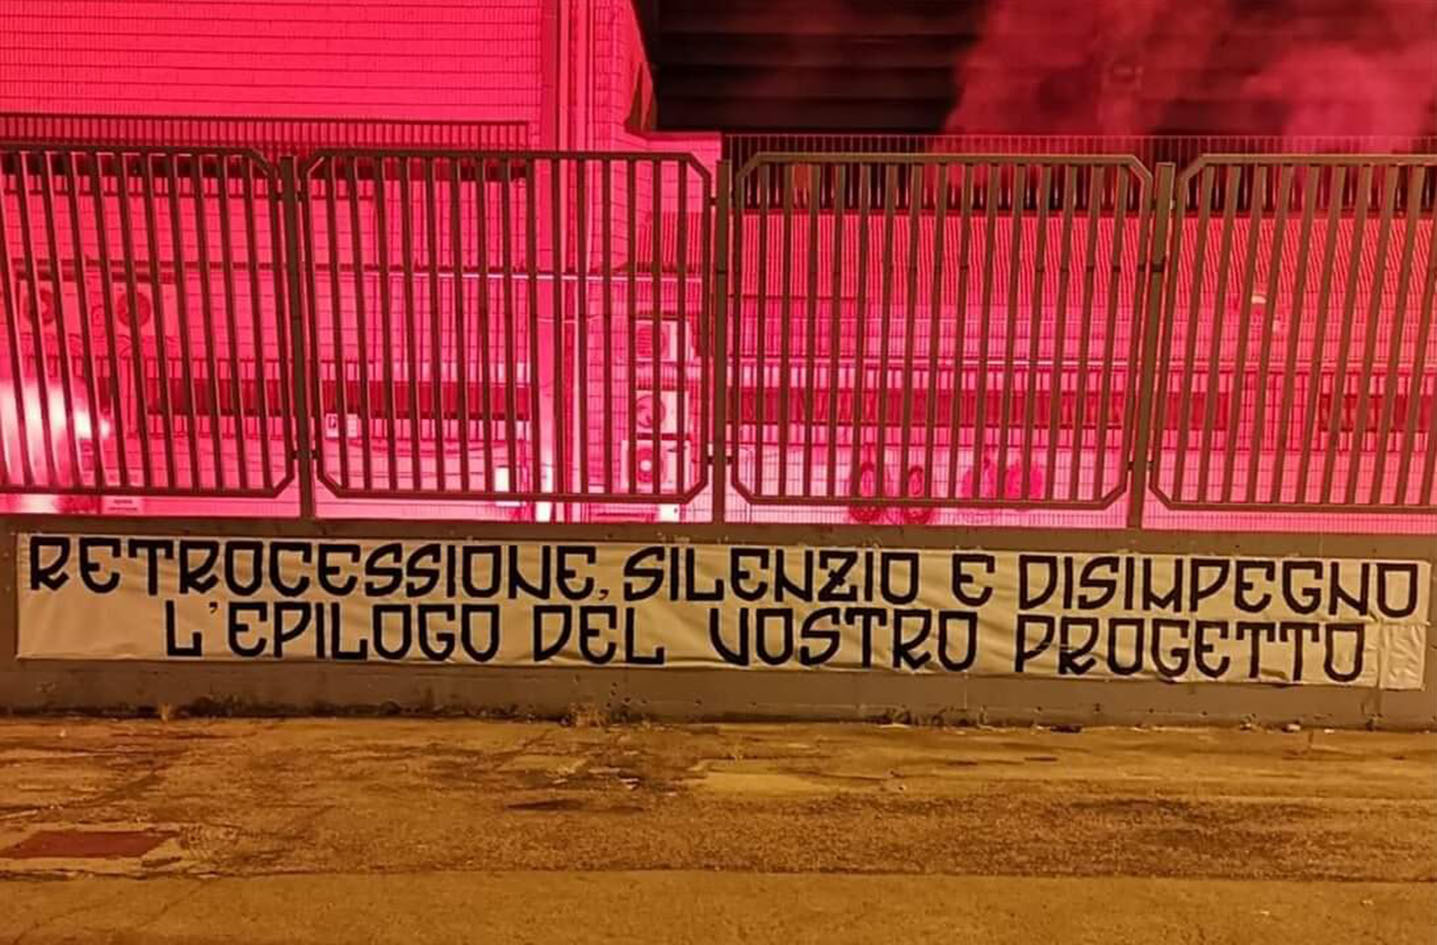 RETROCESSIONE, SILENZIO E DISIMPEGNO
L'EPILOGO DEL VOSTRO PROGETTO